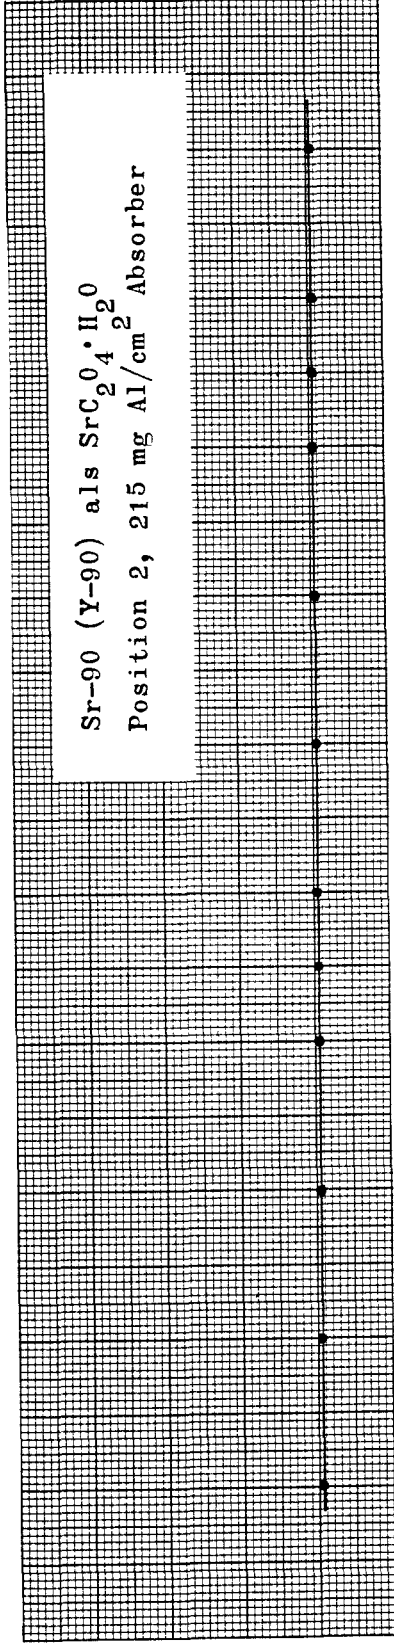 Sr-90 (Y-90) als SrC2O4·H2O
Position 2, 215 mg Al/cm2 Absorber